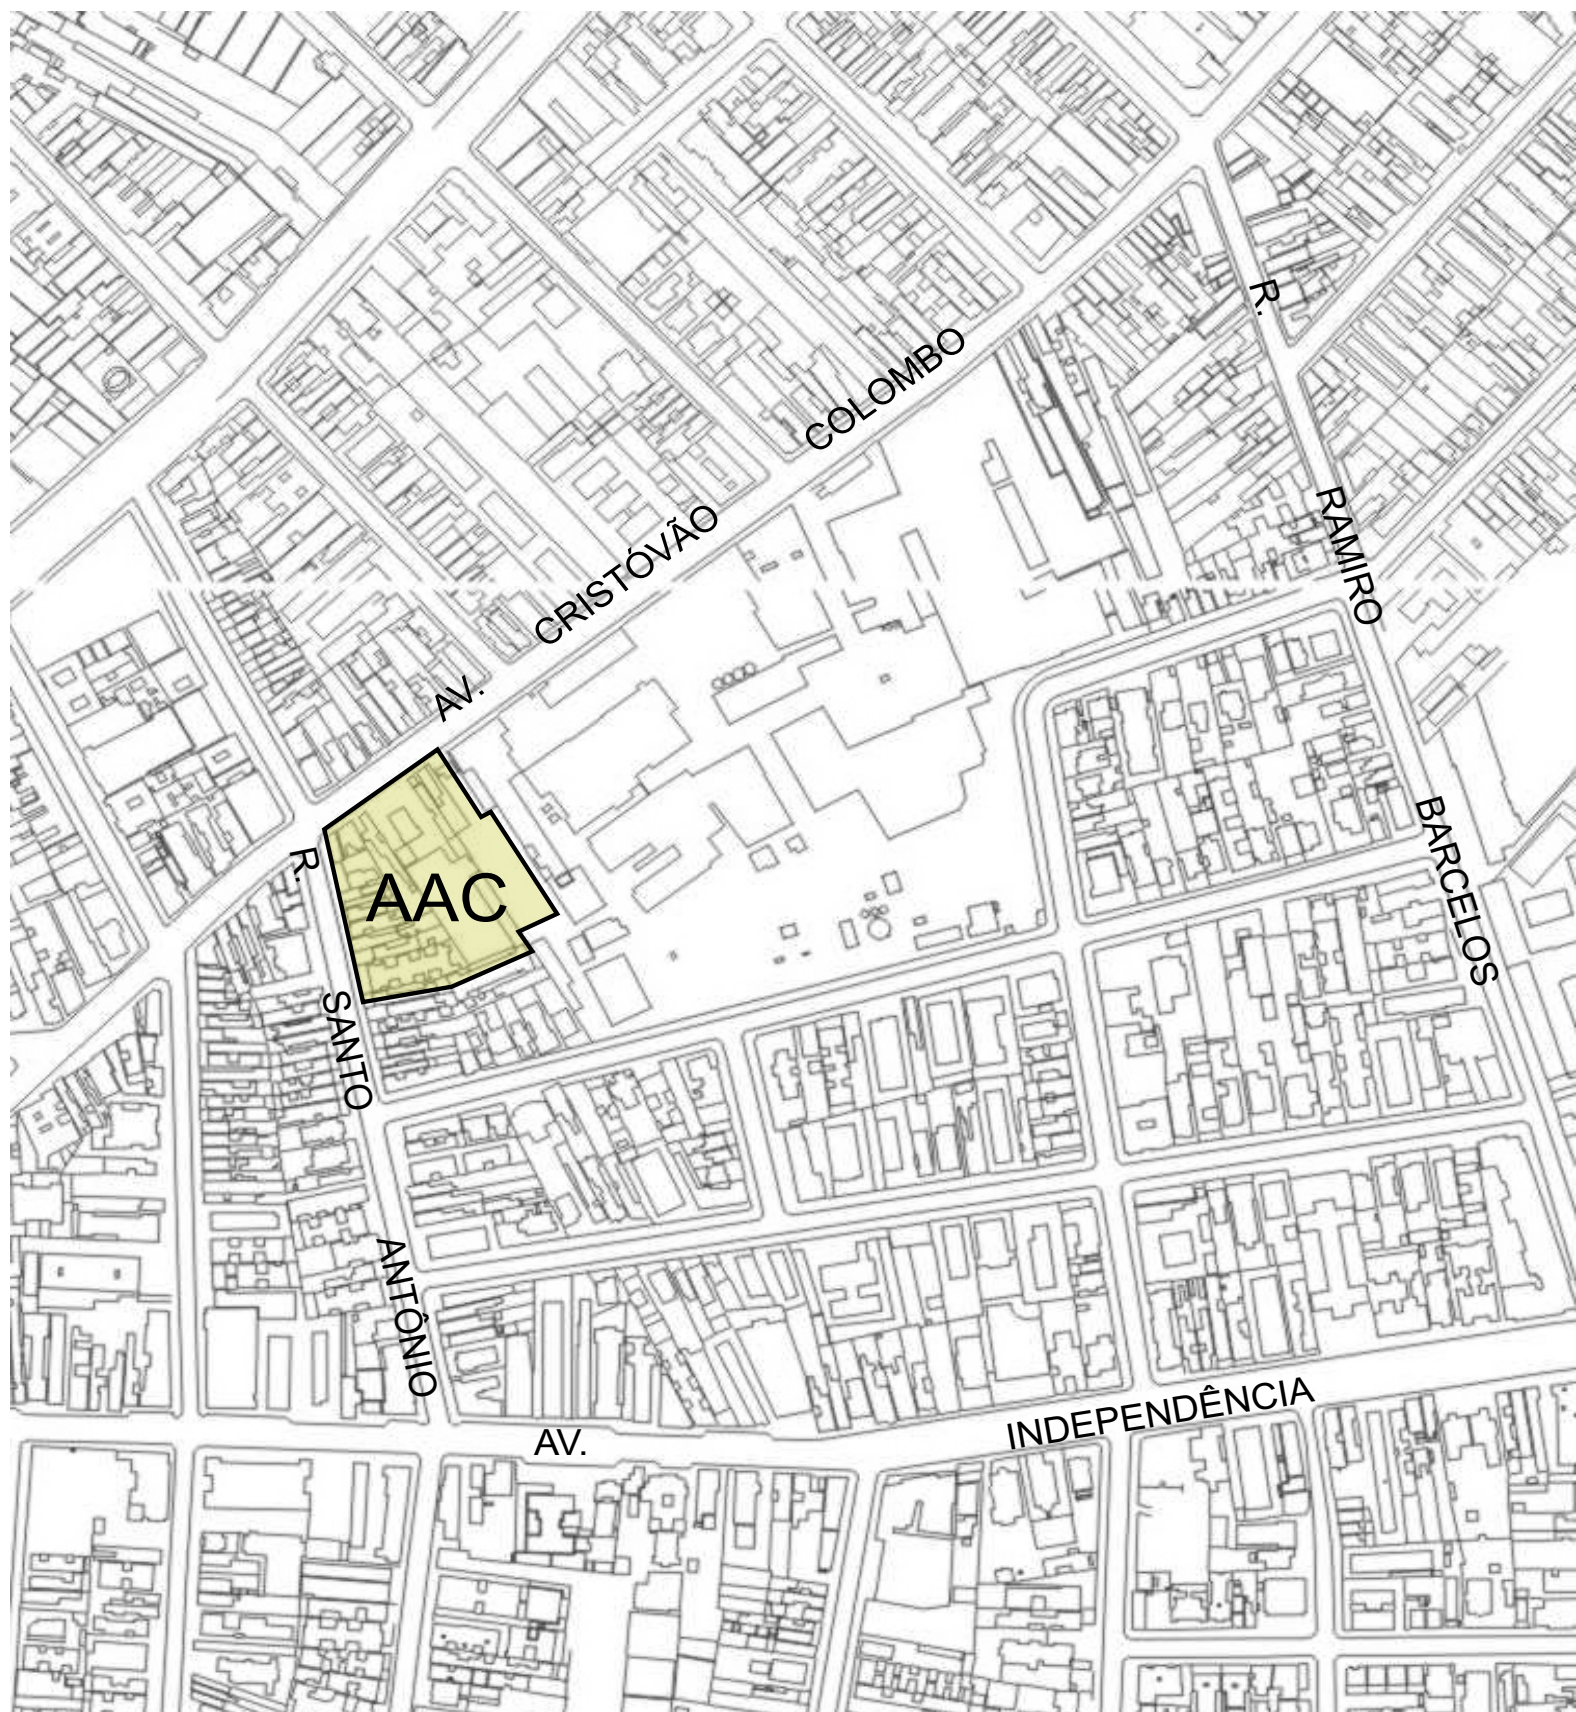 R.
COLOMBO
CRISTÓVÃO
AV.
RAMIRO
BARCELOS
R.
AAC
SANTO
ANTÔNIO
AV.
INDEPENDÊNCIA